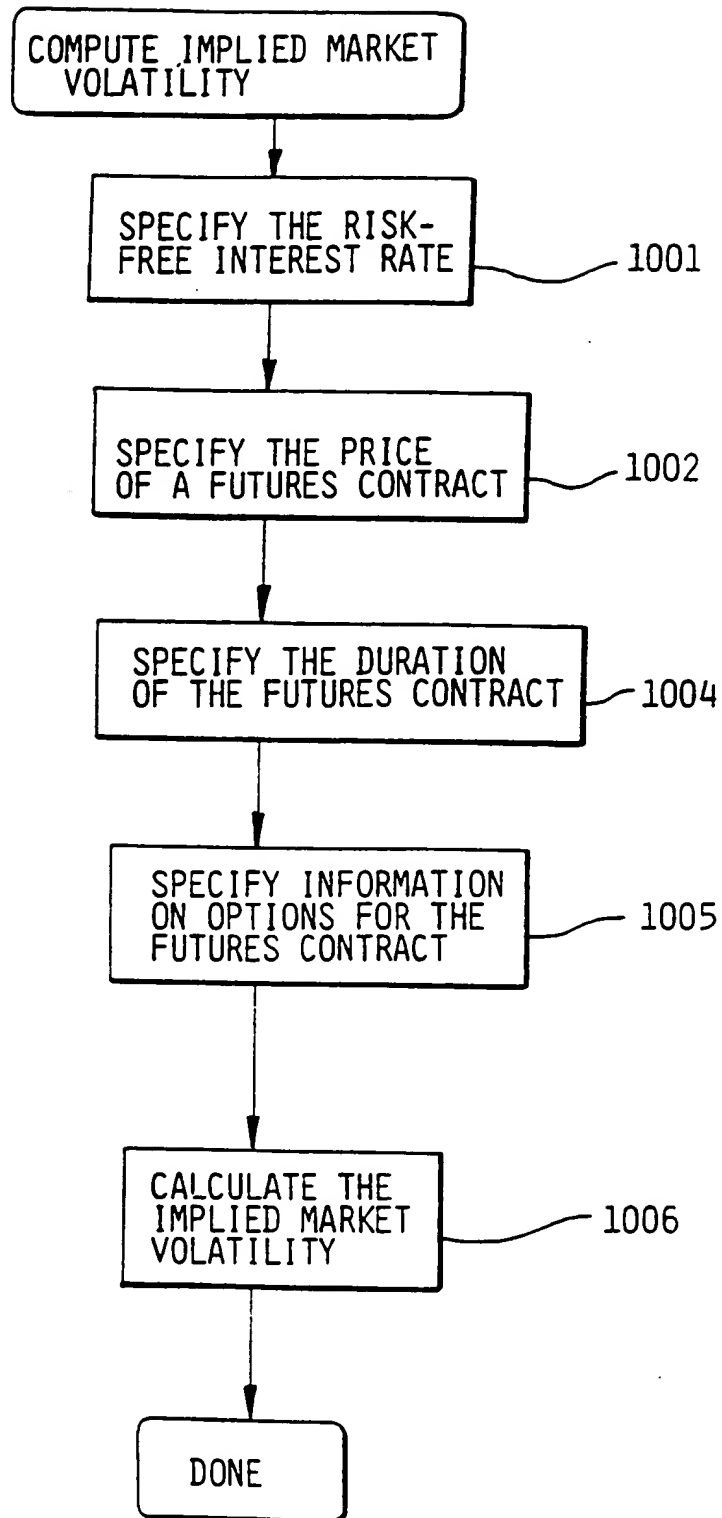 COMPUTE IMPLIED MARKET
VOLATILITY
SPECIFY THE RISK-
FREE INTEREST RATE
1001
SPECIFY THE PRICE
OF A FUTURES CONTRACT
1002
SPECIFY THE DURATION
OF THE FUTURES CONTRACT
1004
SPECIFY INFORMATION
ON OPTIONS FOR THE
FUTURES CONTRACT
1005
CALCULATE THE
IMPLIED MARKET
VOLATILITY
1006
DONE